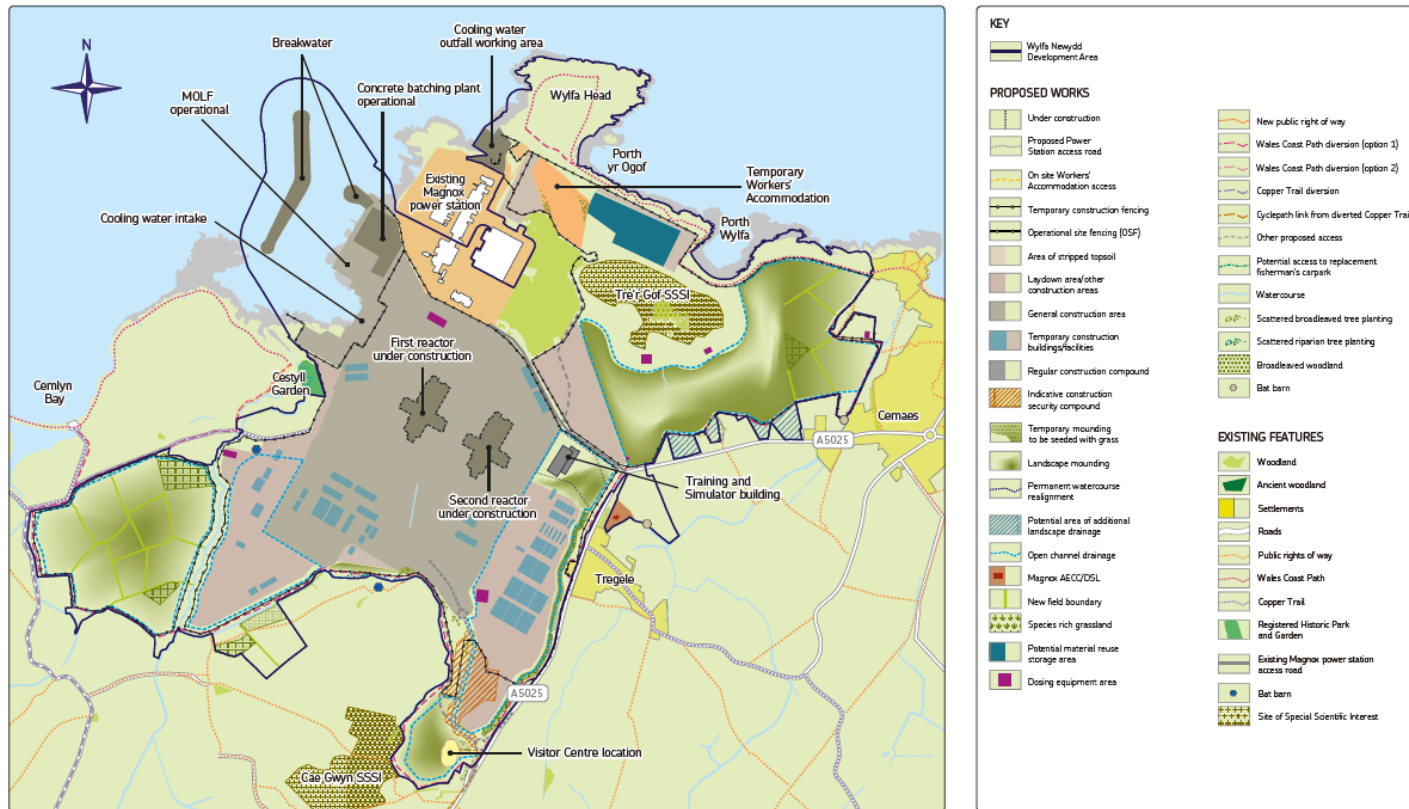 Cooling water
outfall working area
Breakwater
Concrete batching plant
operational
MOLF
operational
Wylfa Head
Porth
yr Ogof
Existing
Magnox
power station
Temporary
Workers'
Accommodation
Cooling water intake
Porth
Wylfa
Tre'r Gof SSSI
First reactor
under construction
Cestyll
Garden
Cemlyn
Bay
Cemaes
A5025
Training and
Simulator building
Second reactor
under construction
Tregele
A5025
Visitor Centre location
Cae Gwyn SSSI
N
KEY
Wylfa Newydd
Development Area
PROPOSED WORKS
Under construction
Proposed Power
Station access road
On site Workers'
Accommodation access
Temporary construction fencing
Operational site fencing (OSF)
Area of stripped topsoil
Laydown area/other
construction areas
General construction area
Temporary construction
buildings/facilities
Regular construction compound
Indicative construction
security compound
Temporary mounding
to be seeded with grass
Landscape mounding
Permanent watercourse
realignment
Potential area of additional
landscape drainage
Open channel drainage
Magnox AECC/DSL
New field boundary
Species rich grassland
Potential material reuse
storage area
Dosing equipment area
New public right of way
Wales Coast Path diversion (option 1)
Wales Coast Path diversion (option 2)
Copper Trail diversion
Cyclepath link from diverted Copper Trail
Other proposed access
Potential access to replacement
fisherman's carpark
Watercourse
Scattered broadleaved tree planting
Scattered riparian tree planting
Broadleaved woodland
Bat barn
EXISTING FEATURES
Woodland
Ancient woodland
Settlements
Roads
Public rights of way
Wales Coast Path
Copper Trail
Registered Historic Park
and Garden
Existing Magnox power station
access road
Bat barn
Site of Special Scientific Interest